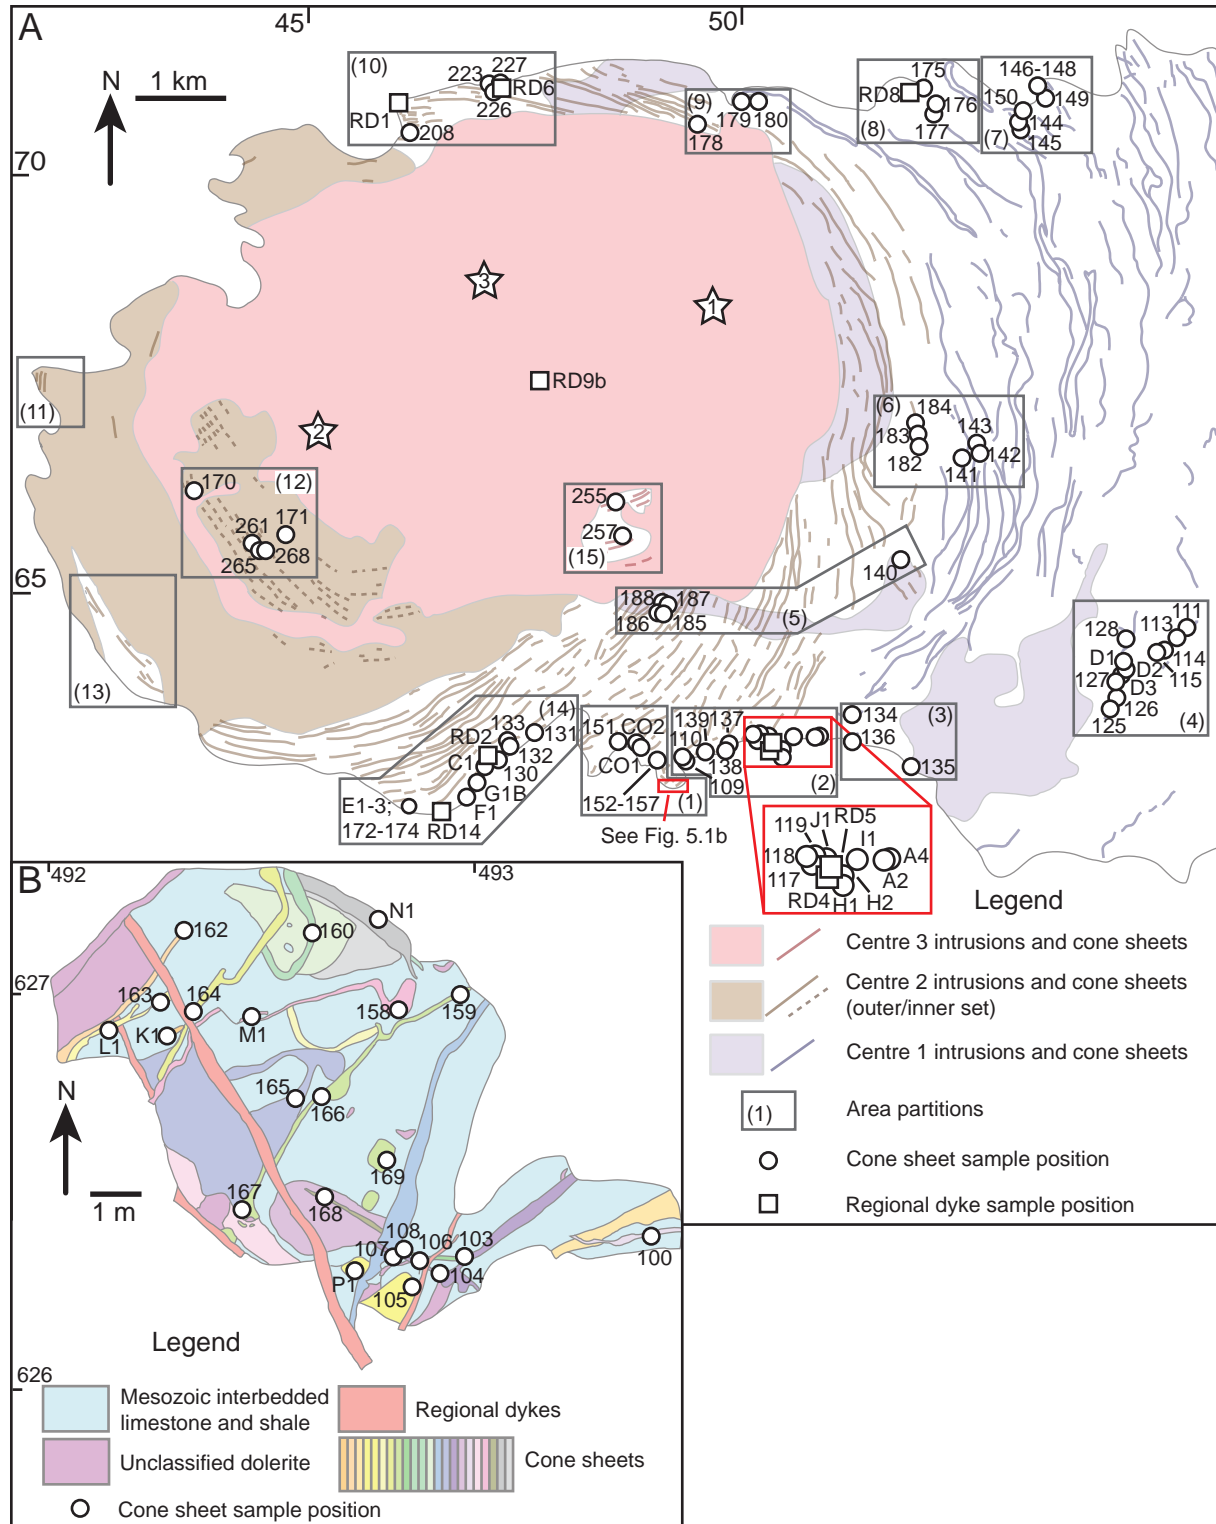 A
45
50
N
1 km
70
65
(10)
223
227
RD6
226
RD1
208
(9)
179
180
178
175
RD8
176
177
(8)
146-148
150
149
144
(7)
145
3
1
2
RD9b
(11)
(6)
184
143
183
182
142
141
170
(12)
261
171
265
268
255
257
(15)
140
188
187
186
185
(5)
(13)
111
128
113
D1
114
D2
127
115
D3
126
125
(4)
(14)
133
131
RD2
132
C1
130
G1B
E1-3;
F1
172-174
RD14
151
CO2
CO1
152-157
(1)
139
137
110
138
109
(2)
134
(3)
136
135
See Fig. 5.1b
J1
RD5
119
I1
118
A4
117
A2
RD4
H1
H2
Legend
Centre 3 intrusions and cone sheets
Centre 2 intrusions and cone sheets
(outer/inner set)
Centre 1 intrusions and cone sheets
(1)
Area partitions
Cone sheet sample position
Regional dyke sample position
B
492
493
627
626
N
1 m
162
160
N1
163
164
158
159
L1
K1
M1
165
166
169
167
168
108
107
106
103
P1
104
105
100
Legend
Mesozoic interbedded
limestone and shale
Regional dykes
Unclassified dolerite
Cone sheets
Cone sheet sample position